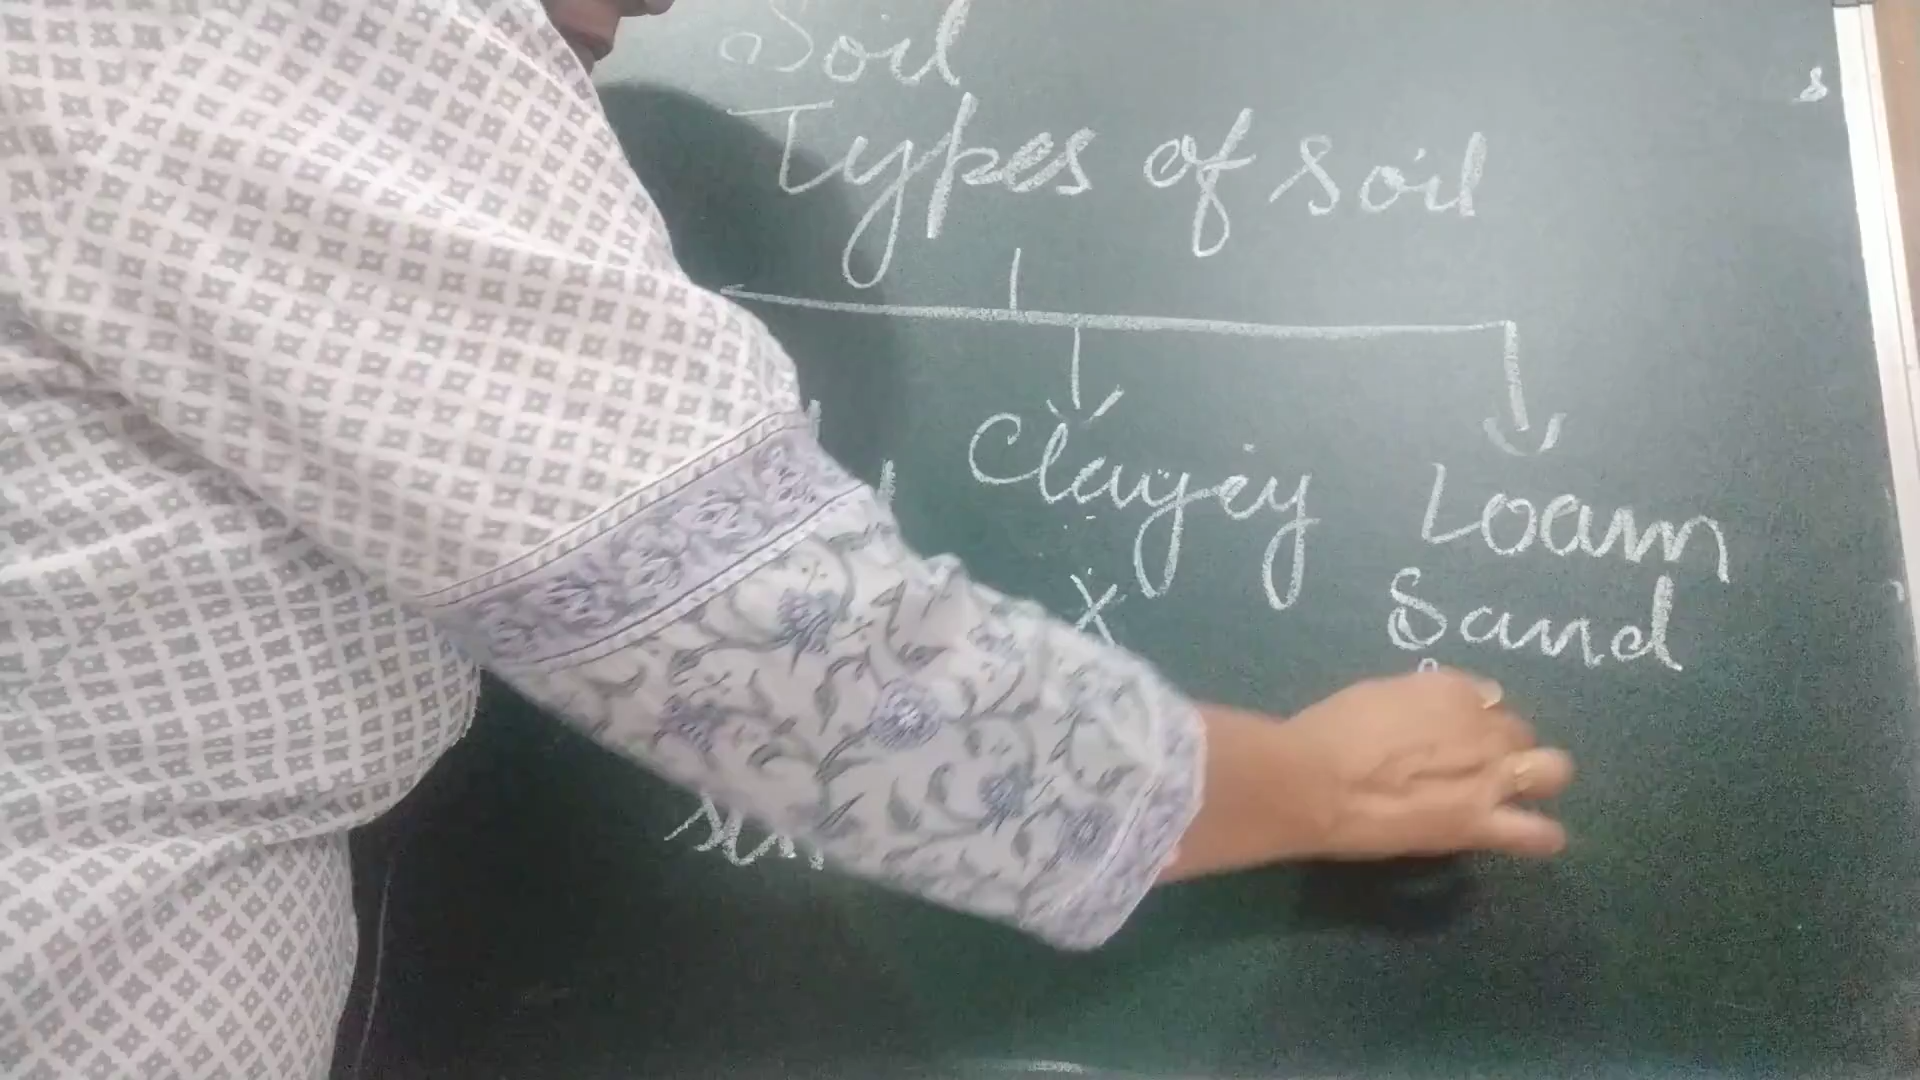 Soil
Types of soil
Clayey
Loam
X
Sand